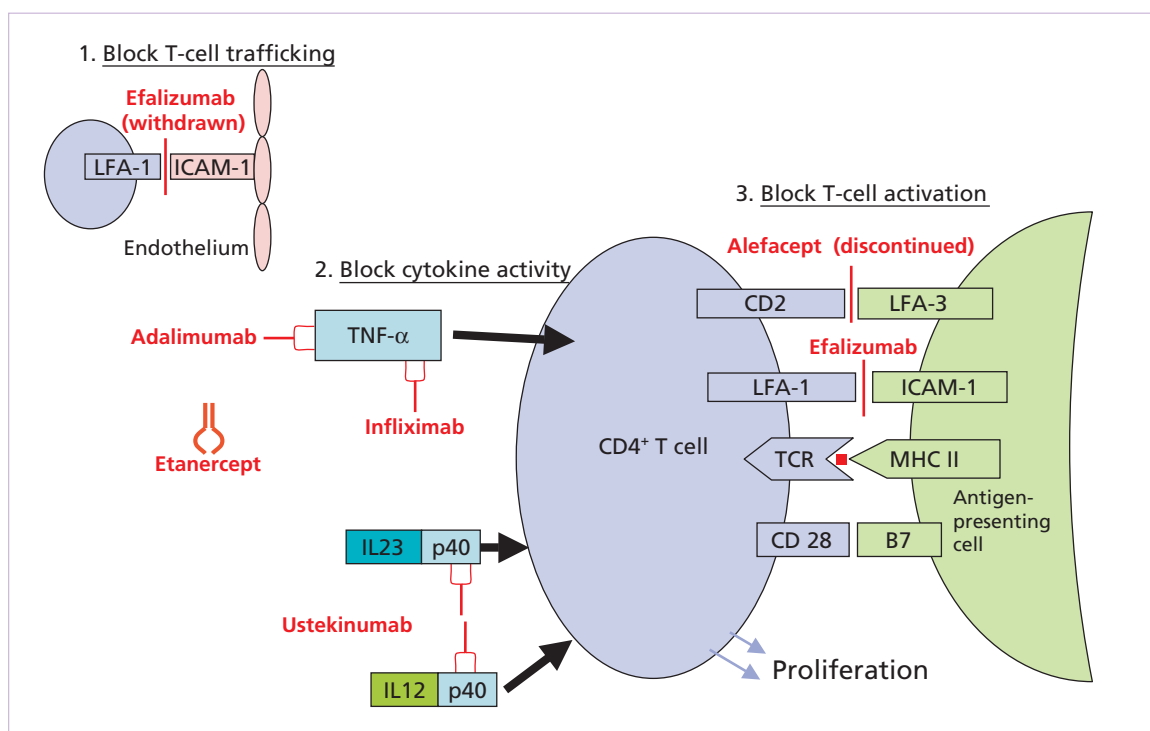 1. Block T-cell trafficking
Efalizumab
(withdrawn)
LFA-1
ICAM-1
Endothelium
2. Block cytokine activity
Adalimumab
TNF-α
Infliximab
Etanercept
IL23
p40
Ustekinumab
IL12
p40
CD4⁺ T cell
3. Block T-cell activation
Alefacept (discontinued)
CD2
LFA-3
Efalizumab
LFA-1
ICAM-1
TCR
MHC II
Antigen-
presenting
cell
CD 28
B7
Proliferation